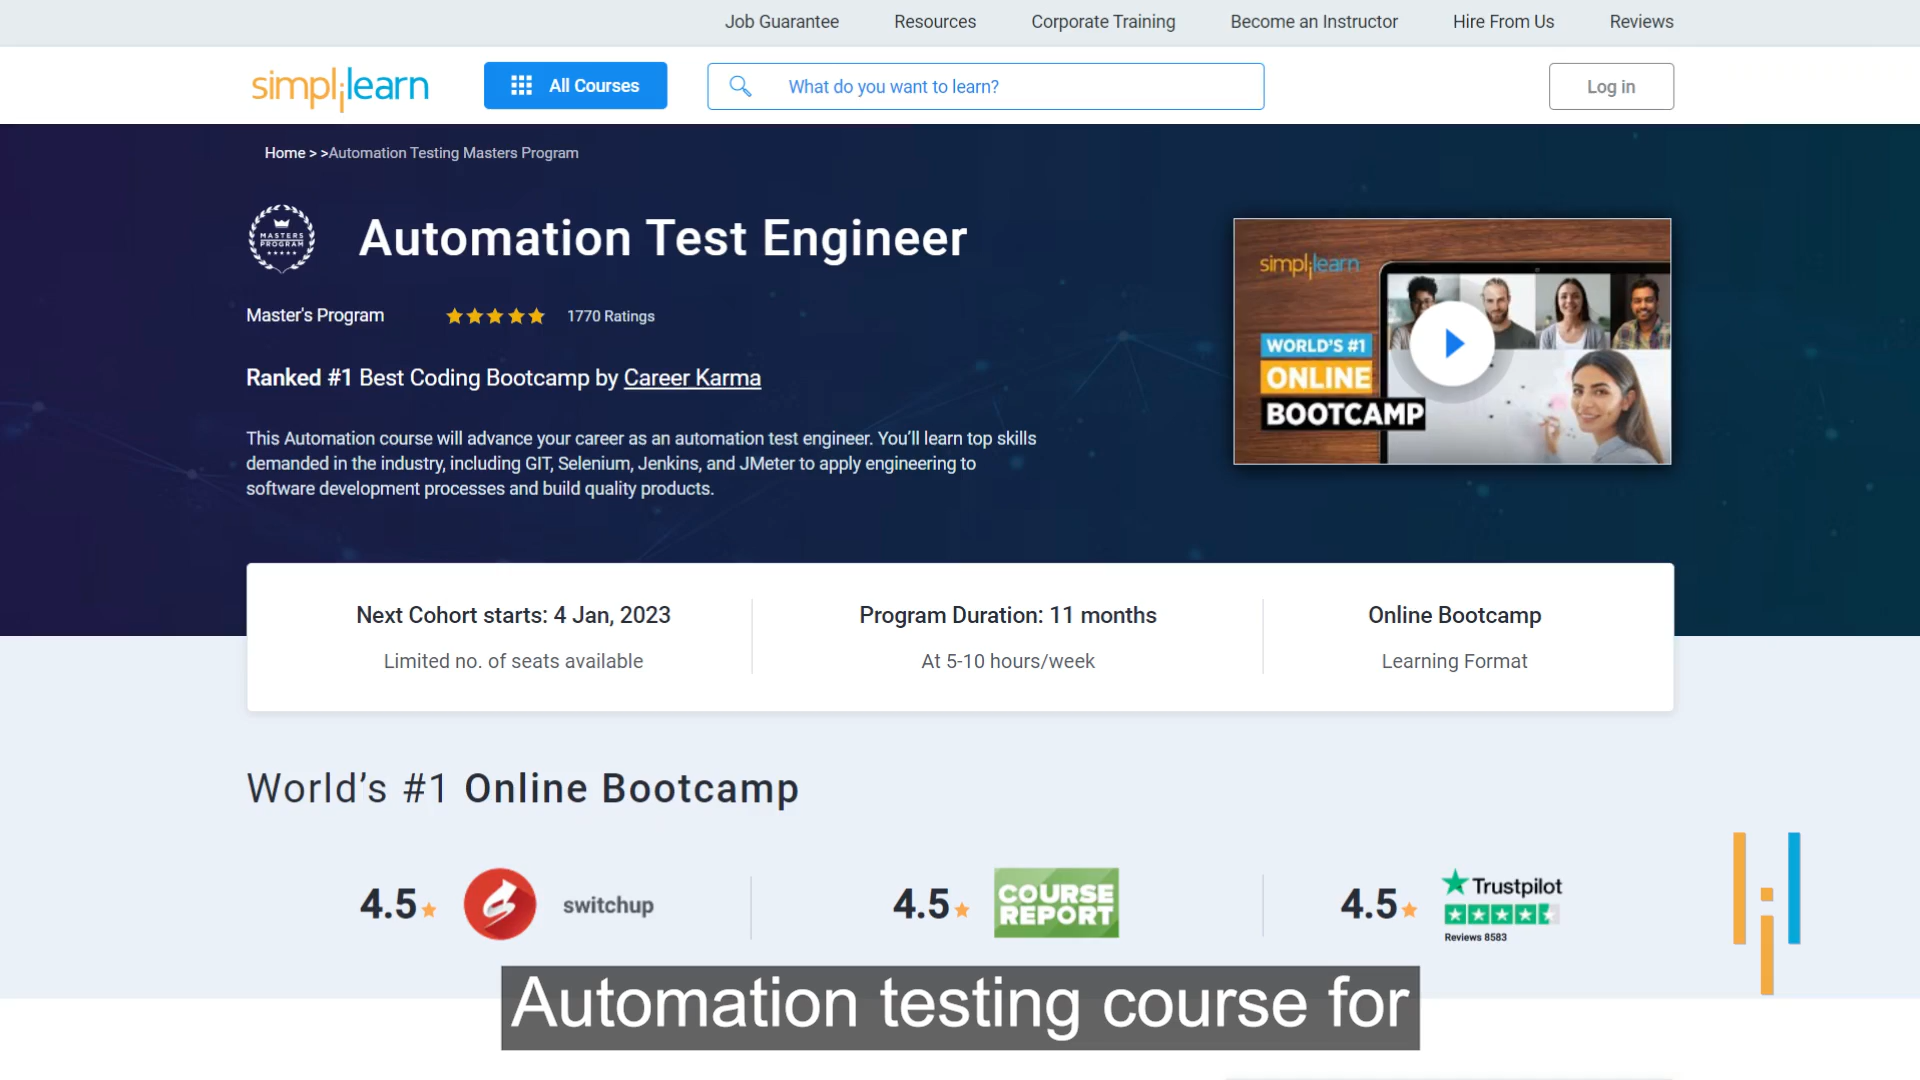 Job Guarantee Resources Corporate Training Become an Instructor Hire From Us Reviews
simplilearn All Courses What do you want to learn? Log in
Home > >Automation Testing Masters Program
MASTERS PROGRAM
Automation Test Engineer
Master's Program 1770 Ratings
Ranked #1 Best Coding Bootcamp by Career Karma
This Automation course will advance your career as an automation test engineer. You’ll learn top skills
demanded in the industry, including GIT, Selenium, Jenkins, and JMeter to apply engineering to
software development processes and build quality products.
simplilearn
WORLD'S #1
ONLINE
BOOTCAMP
Next Cohort starts: 4 Jan, 2023
Limited no. of seats available
Program Duration: 11 months
At 5-10 hours/week
Online Bootcamp
Learning Format
World’s #1 Online Bootcamp
4.5 switchup
4.5 COURSE
REPORT
4.5 Trustpilot
Reviews 8583
Automation testing course for